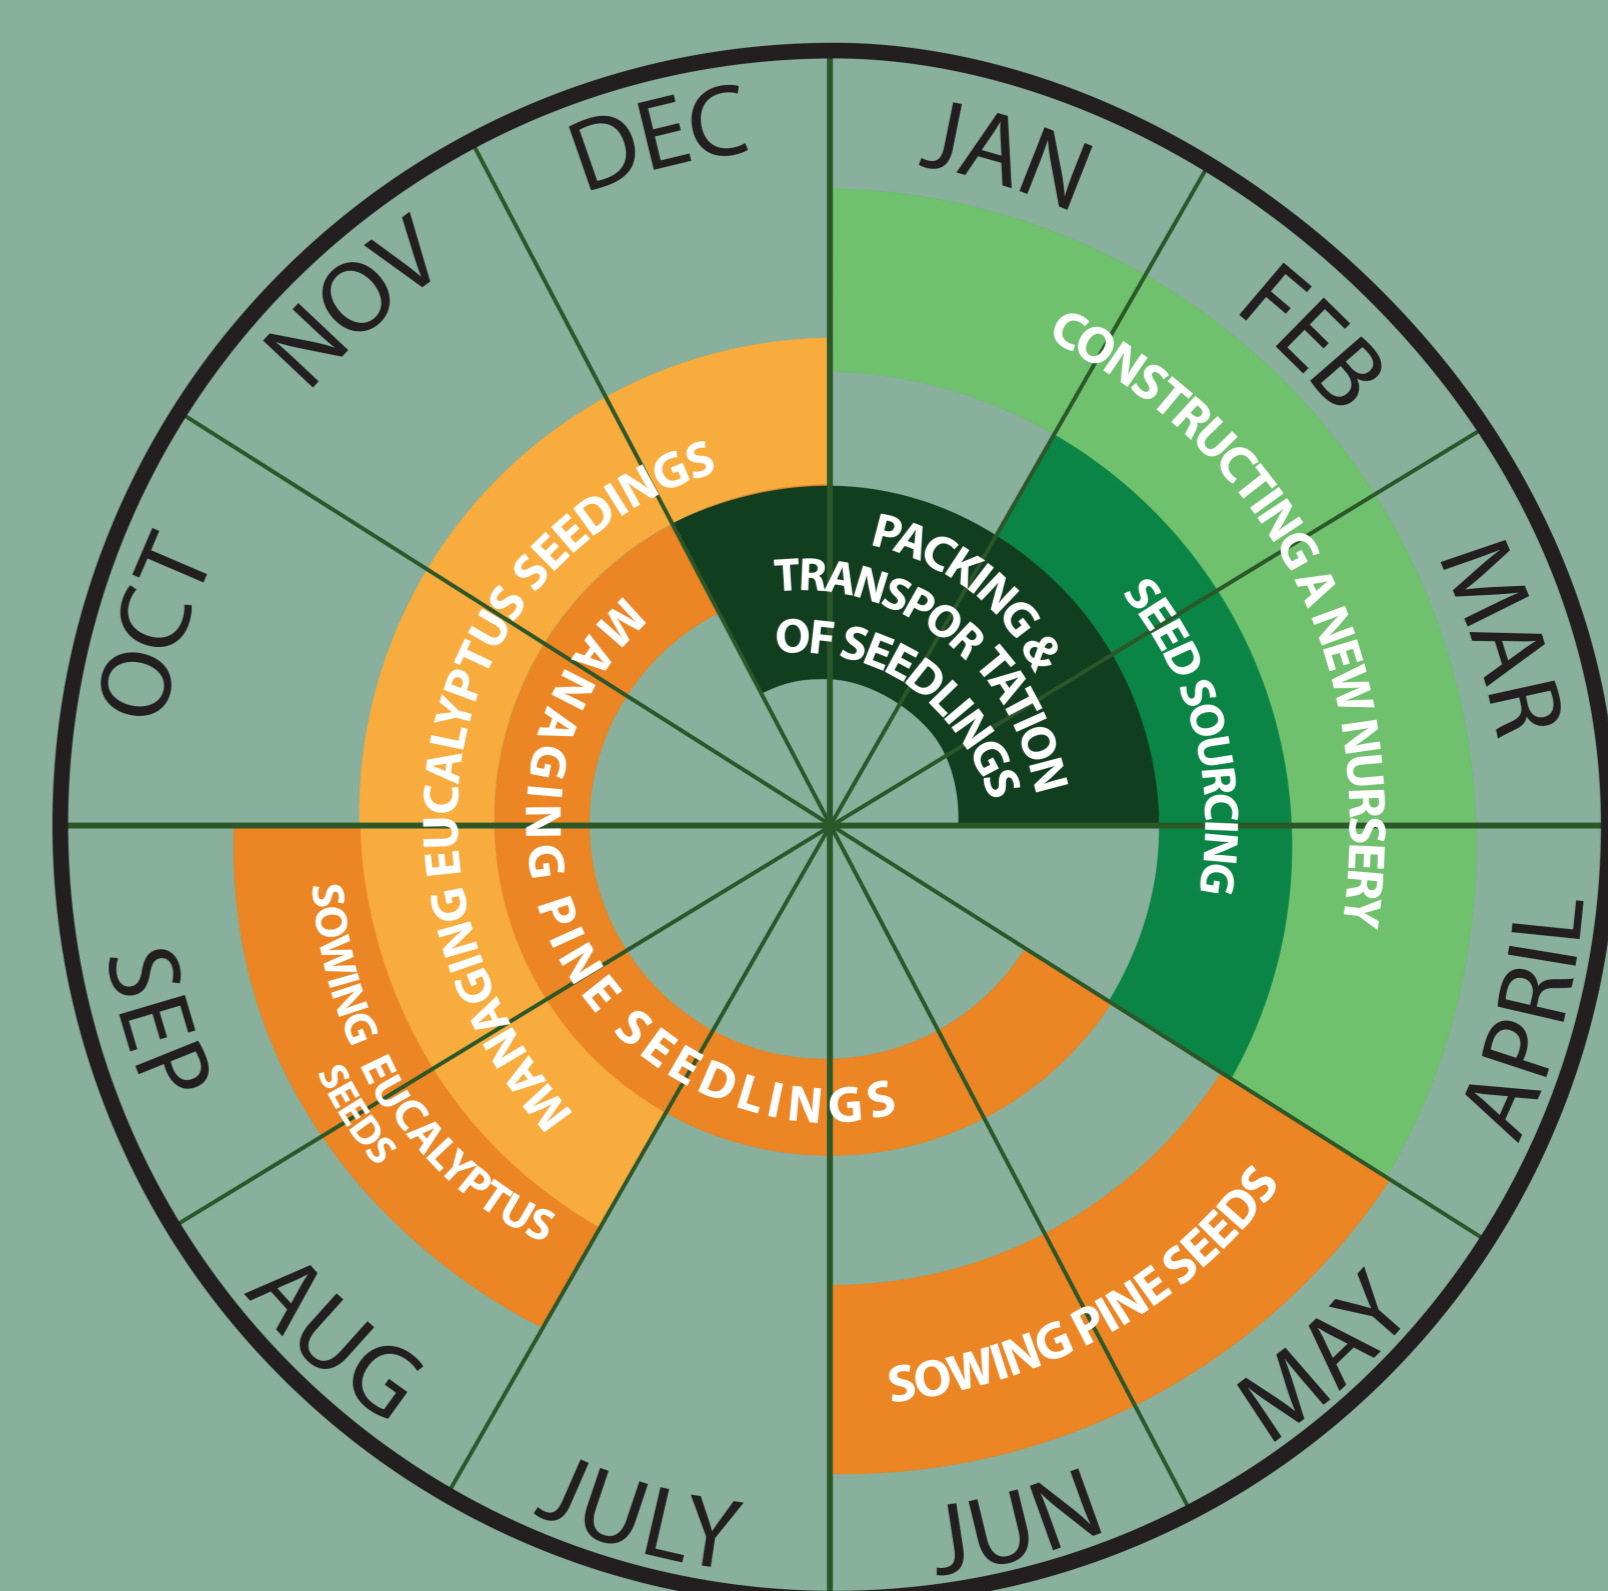 JAN
FEB
MAR
APRIL
MAY
JUN
JULY
AUG
SEP
OCT
NOV
DEC
CONSTRUCTING A NEW NURSERY
SEED SOURCING
PACKING &
TRANSPOR TATION
OF SEEDLINGS
SOWING PINE SEEDS
MANAGING PINE SEEDLINGS
MANAGING EUCALYPTUS SEEDINGS
SOWING EUCALYPTUS
SEEDS